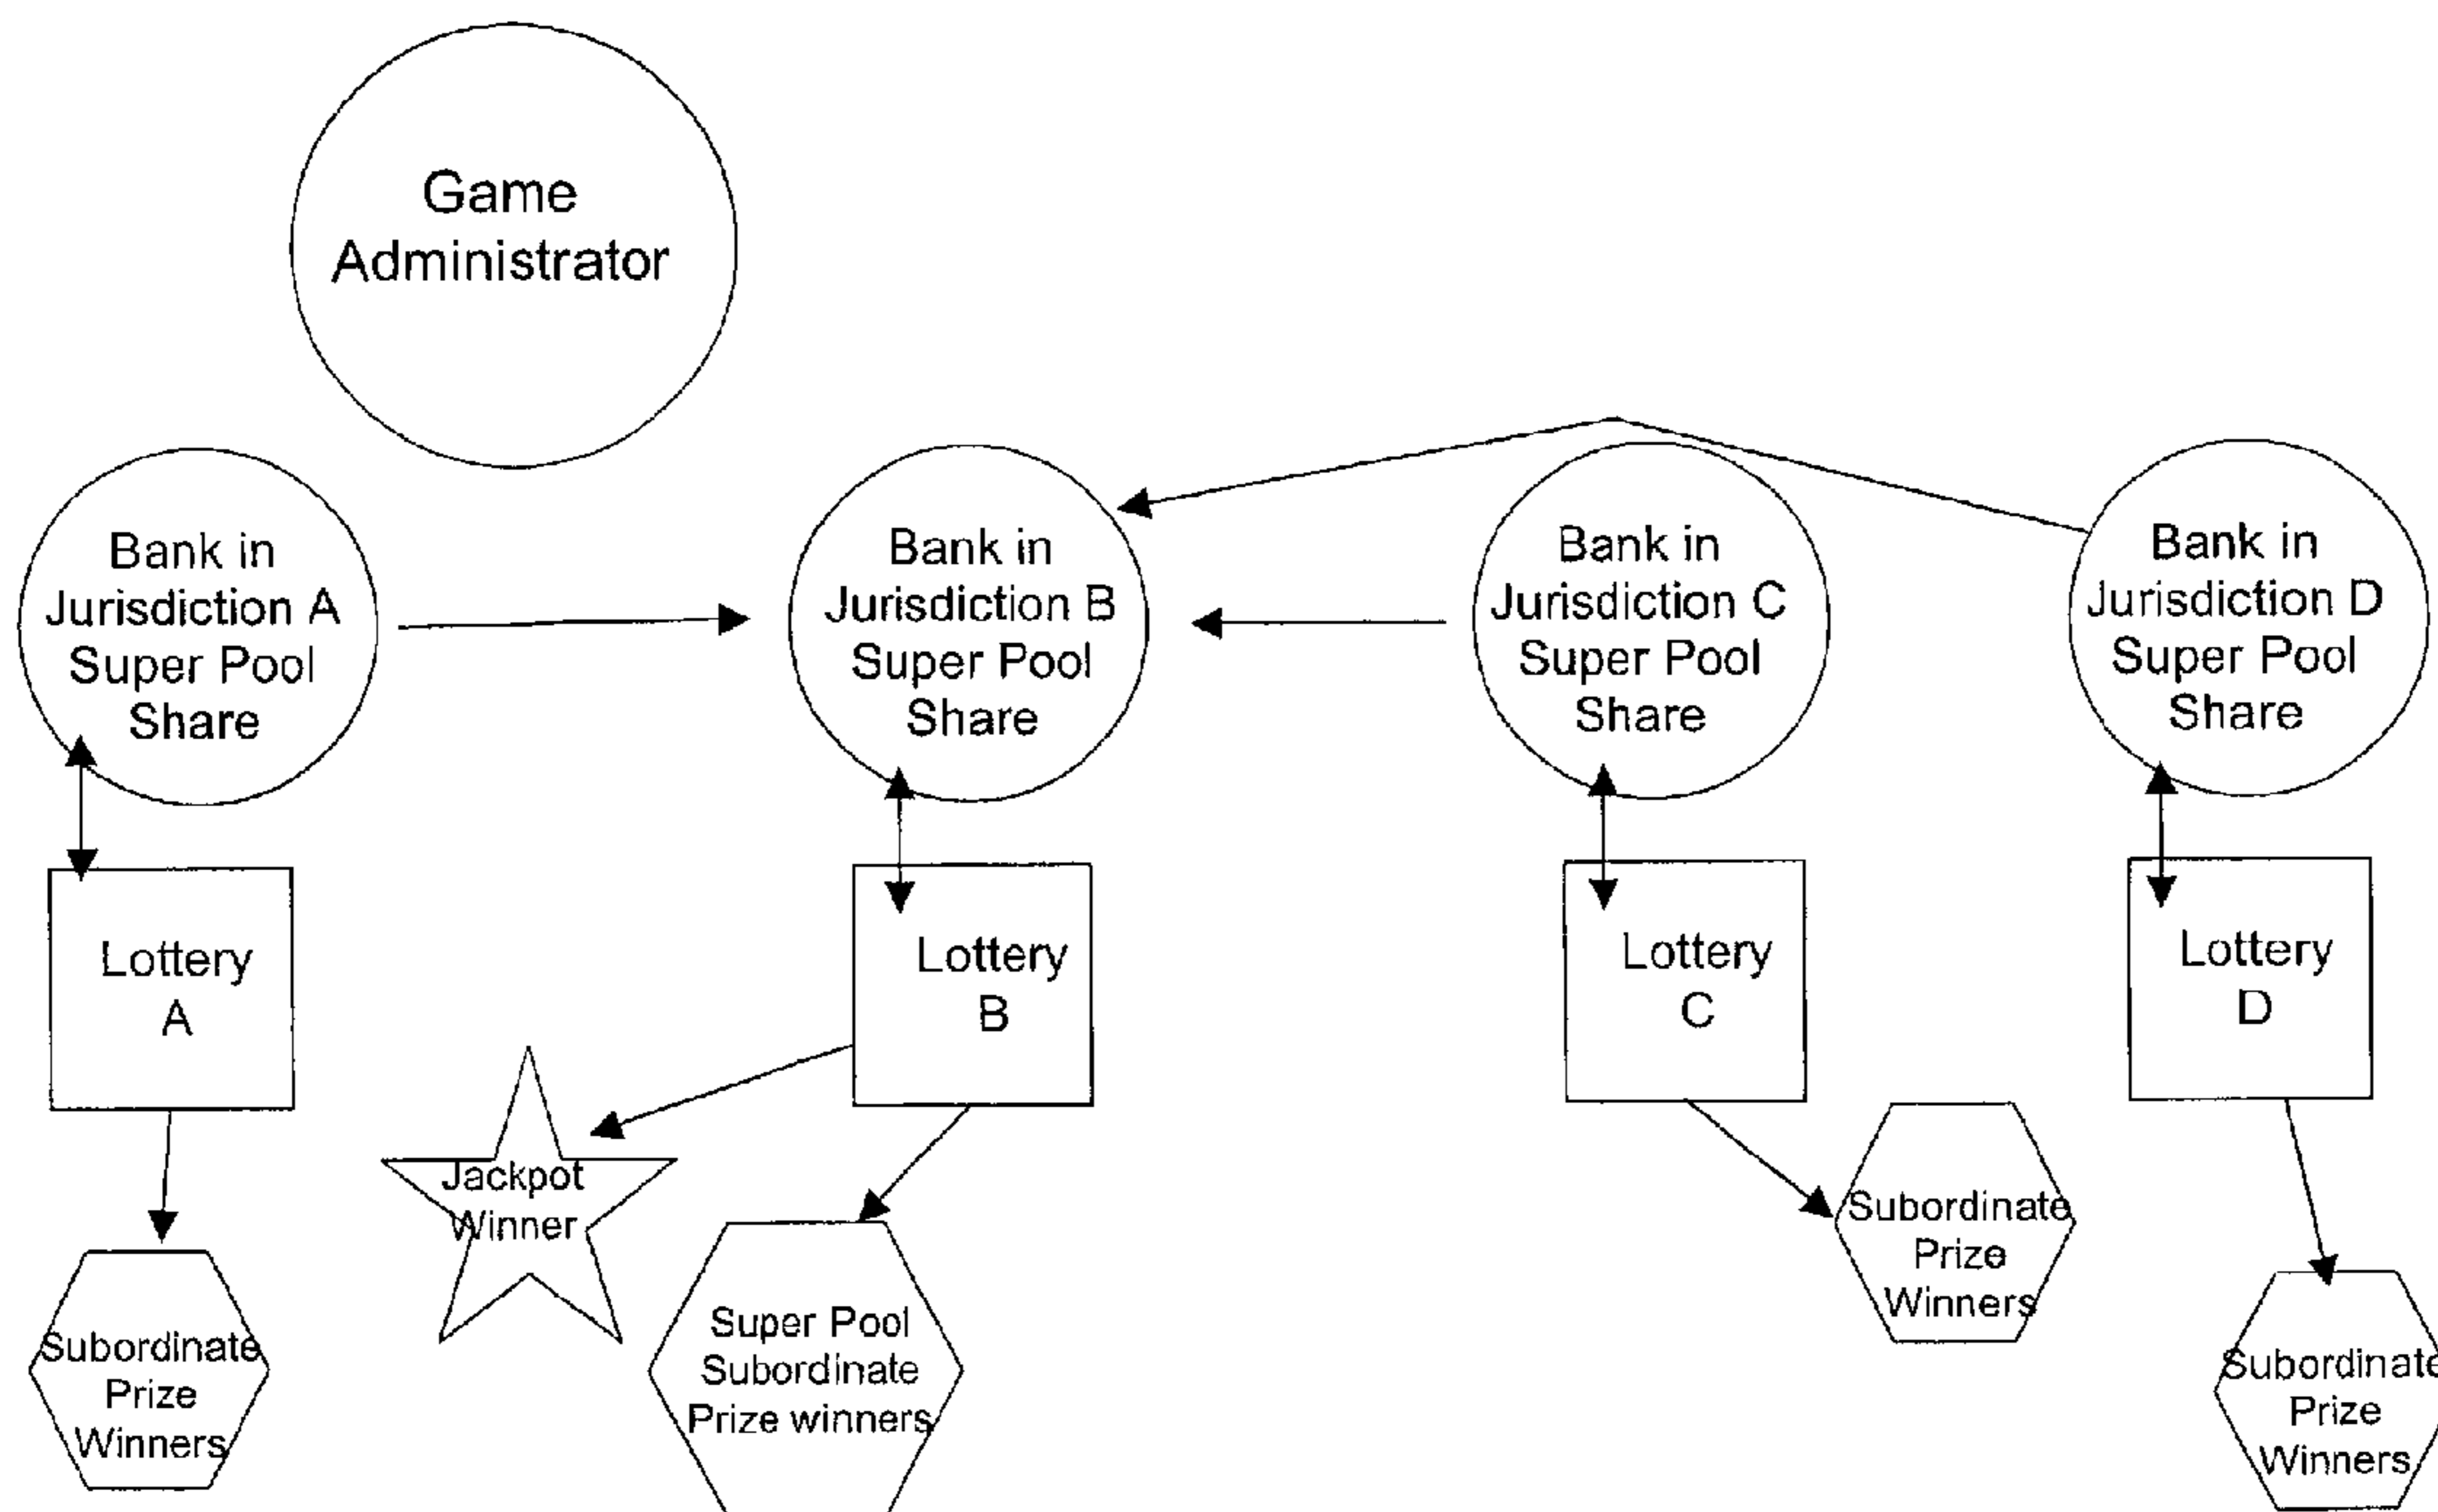 Game
Administrator
Bank in
Jurisdiction A
Super Pool
Share
Bank in
Jurisdiction B
Super Pool
Share
Bank in
Jurisdiction C
Super Pool
Share
Bank in
Jurisdiction D
Super Pool
Share
Lottery
A
Lottery
B
Lottery
C
Lottery
D
Jackpot
Winner
Subordinate
Prize
Winners
Super Pool
Subordinate
Prize winners
Subordinate
Prize
Winners
Subordinate
Prize
Winners